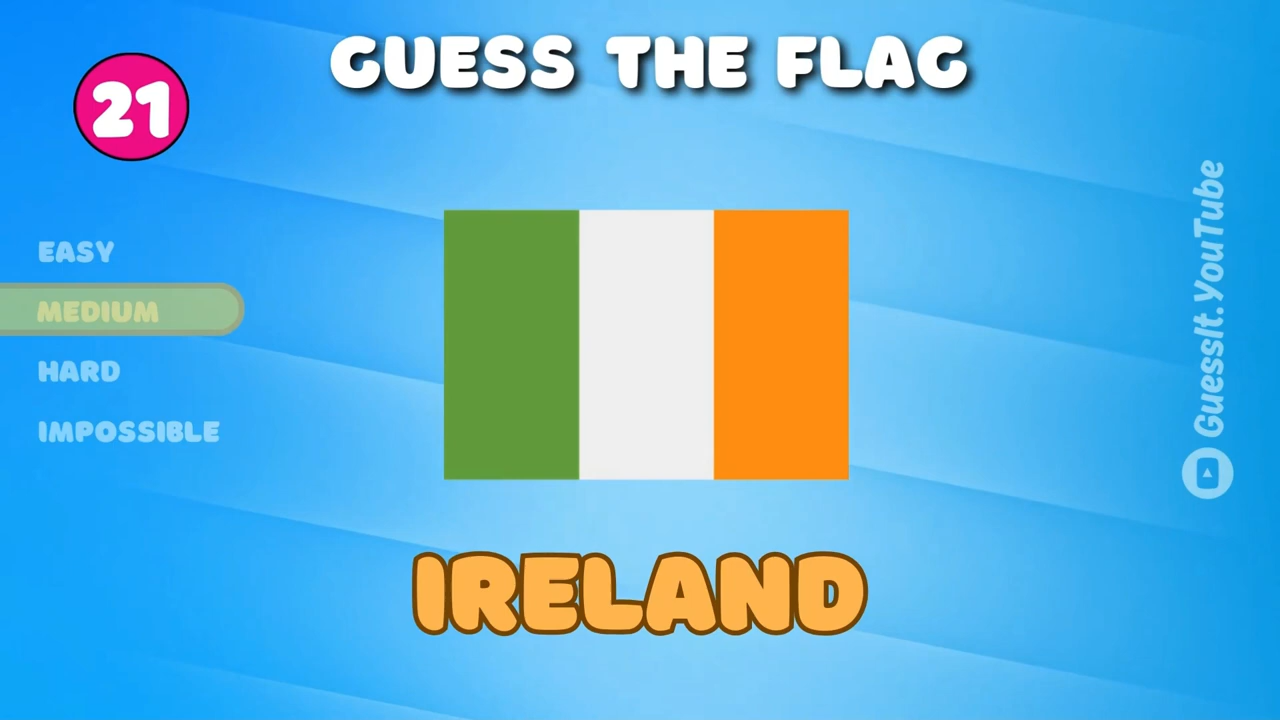 GUESS THE FLAG
21
EASY
MEDIUM
HARD
IMPOSSIBLE
IRELAND
GuessIt.YouTube